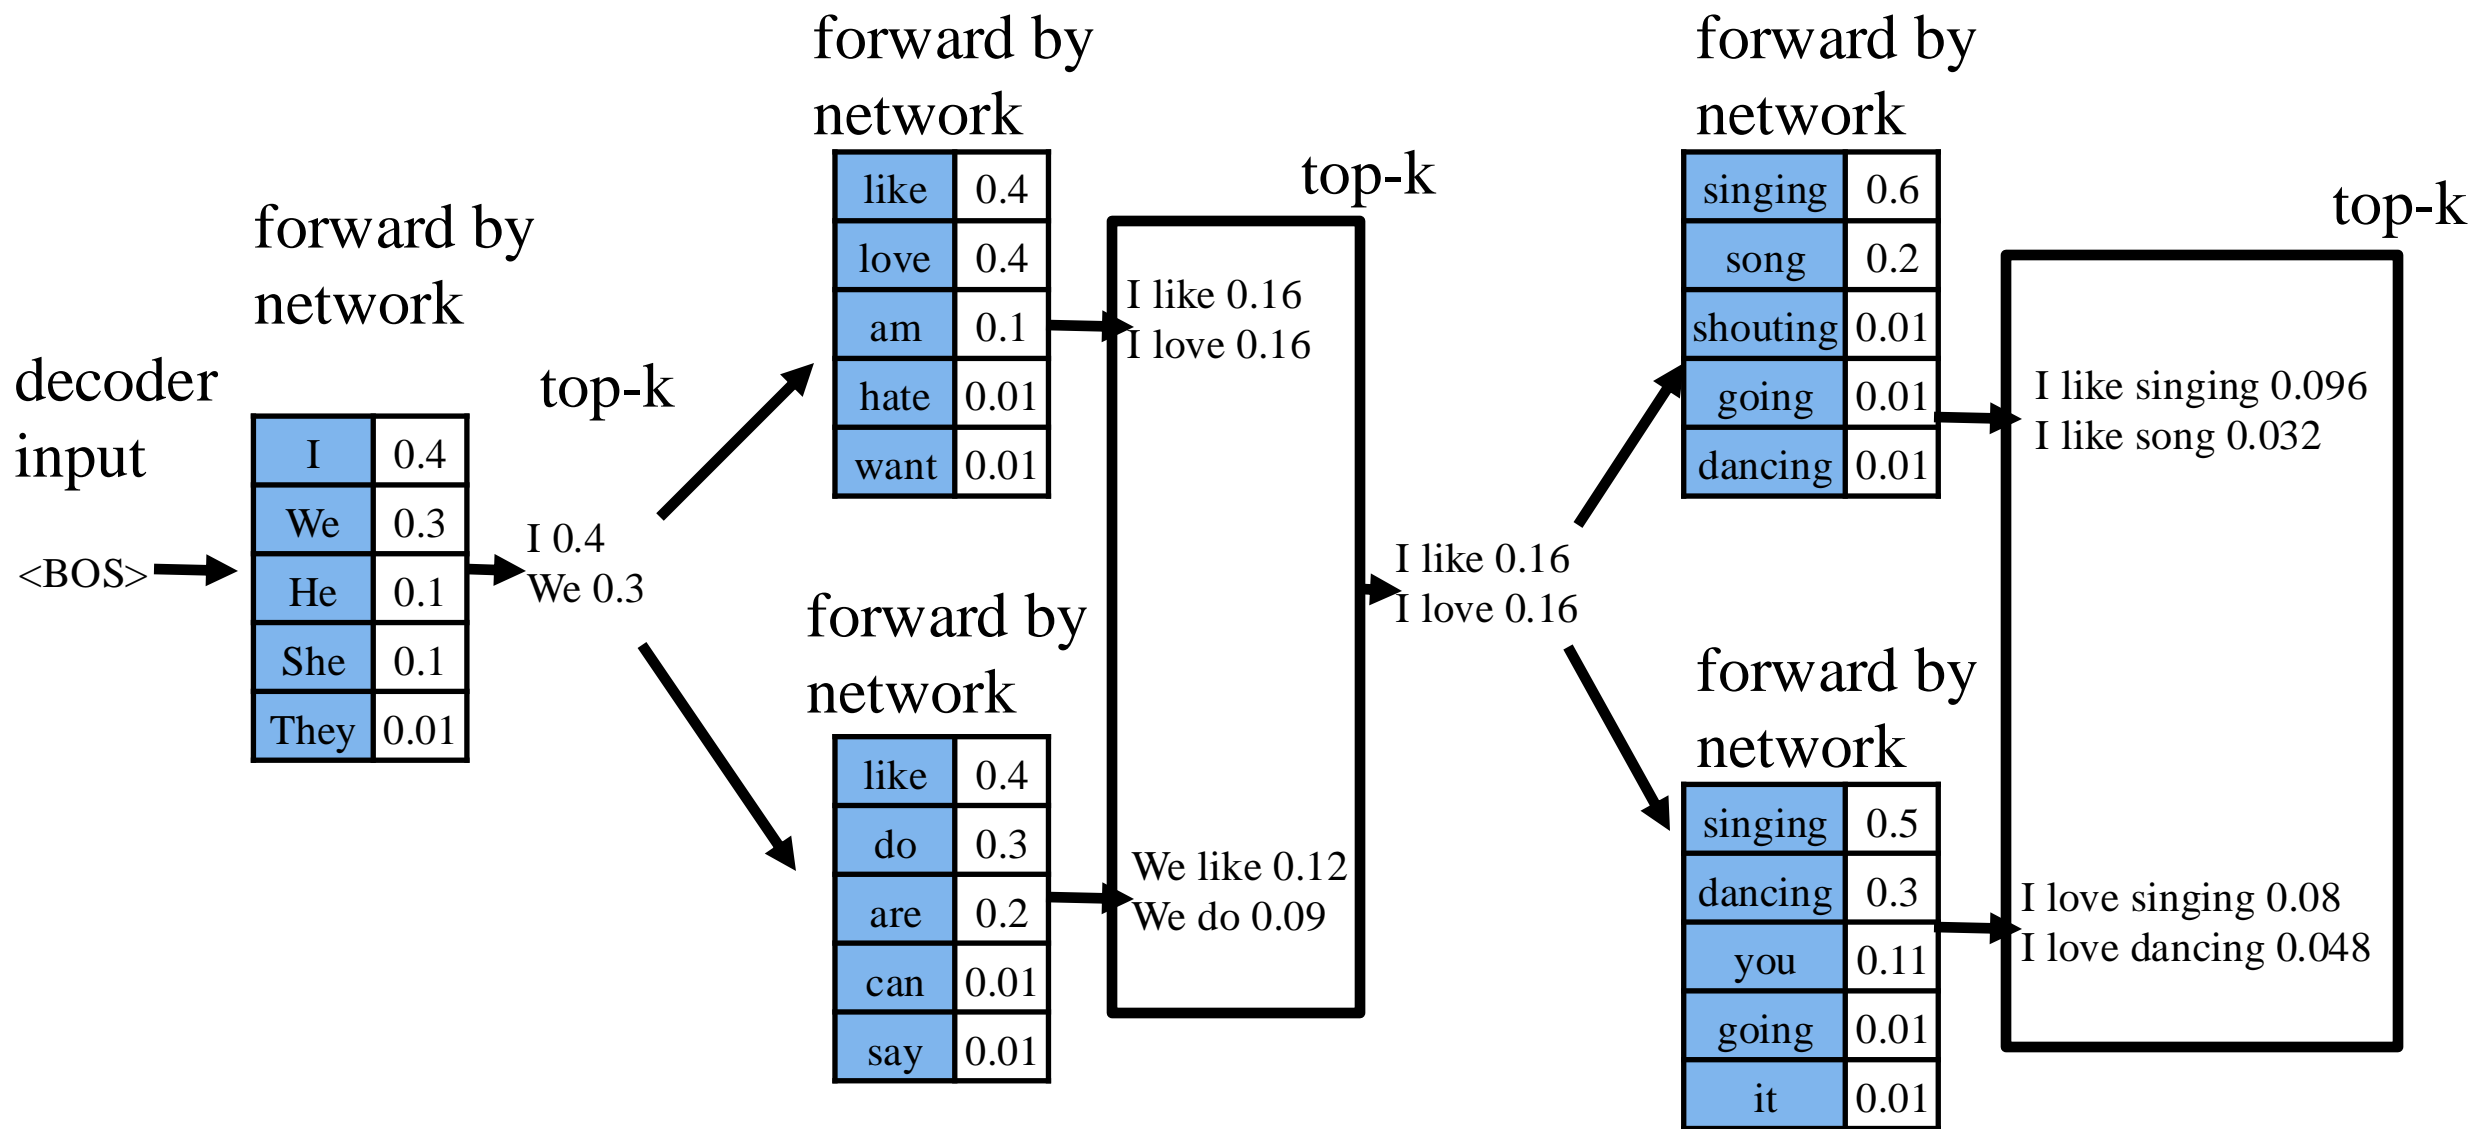 decoder
input
<BOS>
forward by
network
I 0.4
We 0.3
He 0.1
She 0.1
They 0.01
top-k
I 0.4
We 0.3
forward by
network
like 0.4
love 0.4
am 0.1
hate 0.01
want 0.01
forward by
network
like 0.4
do 0.3
are 0.2
can 0.01
say 0.01
top-k
I like 0.16
I love 0.16
We like 0.12
We do 0.09
I like 0.16
I love 0.16
forward by
network
singing 0.6
song 0.2
shouting 0.01
going 0.01
dancing 0.01
forward by
network
singing 0.5
dancing 0.3
you 0.11
going 0.01
it 0.01
top-k
I like singing 0.096
I like song 0.032
I love singing 0.08
I love dancing 0.048